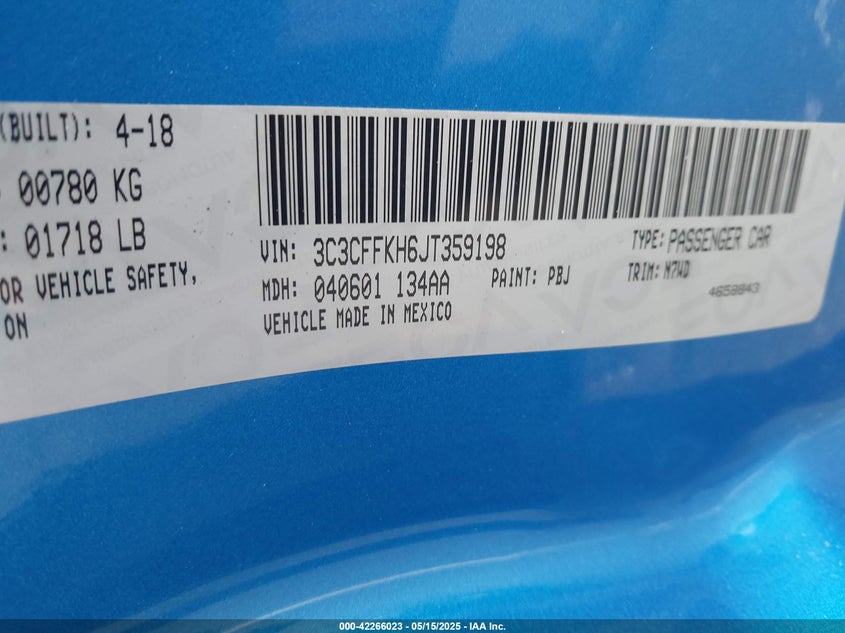 (BUILT): 4-18
00780 KG
: 01718 LB
OR VEHICLE SAFETY,
ON
VIN: 3C3CFFKH6JT359198
TYPE: PASSENGER CAR
MDH: 040601 134AA
PAINT: PBJ
TRIM: M7WD
VEHICLE MADE IN MEXICO
4658843
000-42266023 - 05/15/2025 - IAA Inc.